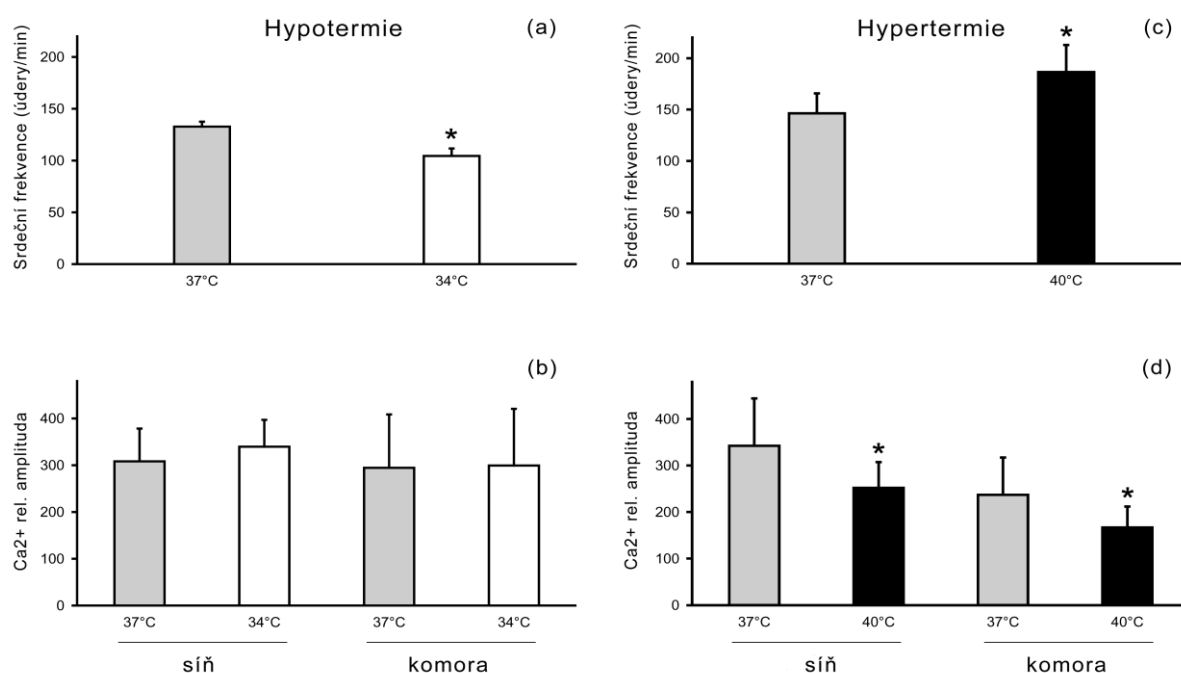 Hypotermie
(a)
Srdeční frekvence (údery/min)
200
150
100
50
0
*
37°C
34°C
Hypertermie
(c)
Srdeční frekvence (údery/min)
200
150
100
50
0
*
37°C
40°C
(b)
Ca2+ rel. amplituda
400
300
200
100
0
37°C
34°C
37°C
34°C
síň
komora
(d)
Ca2+ rel. amplituda
400
300
200
100
0
*
*
37°C
40°C
37°C
40°C
síň
komora